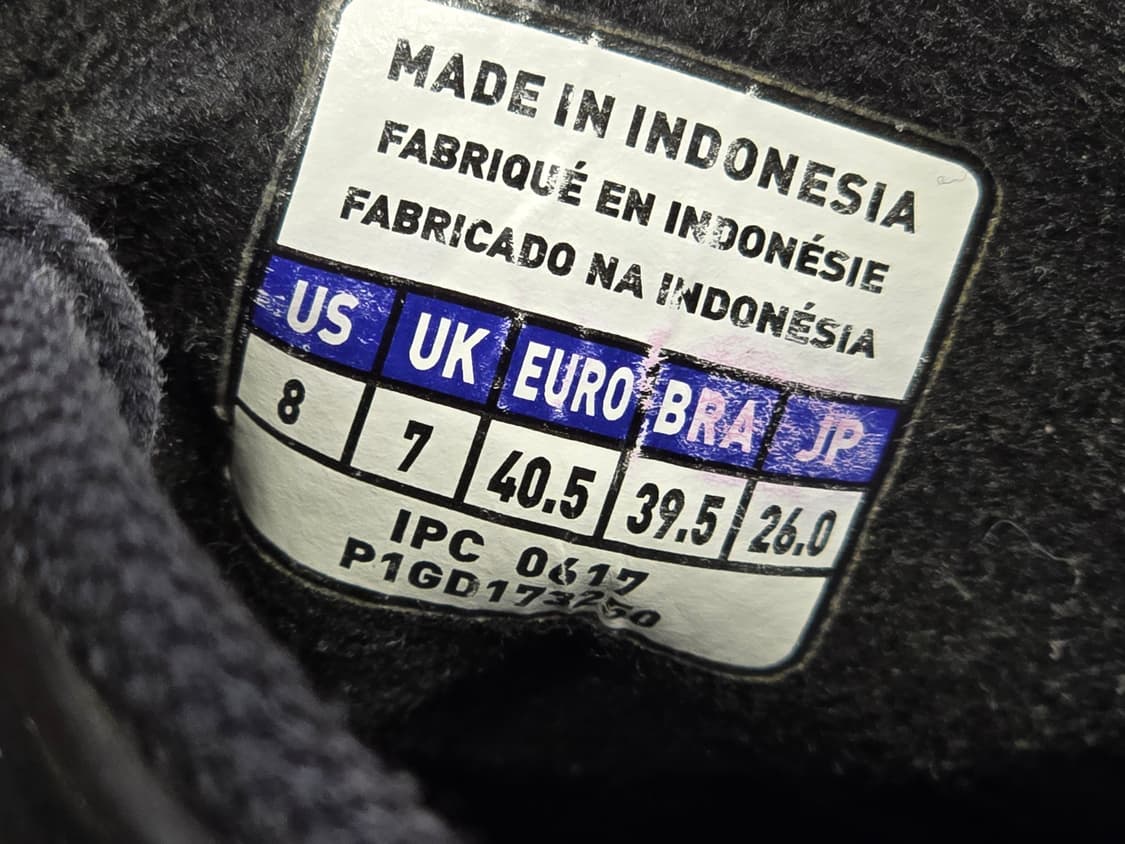 MADE IN INDONESIA
FABRIQUÉ EN INDONÉSIE
FABRICADO NA INDONÉSIA
US UK EURO BRA JP
8 7 40.5 39.5 26.0
IPC 0617